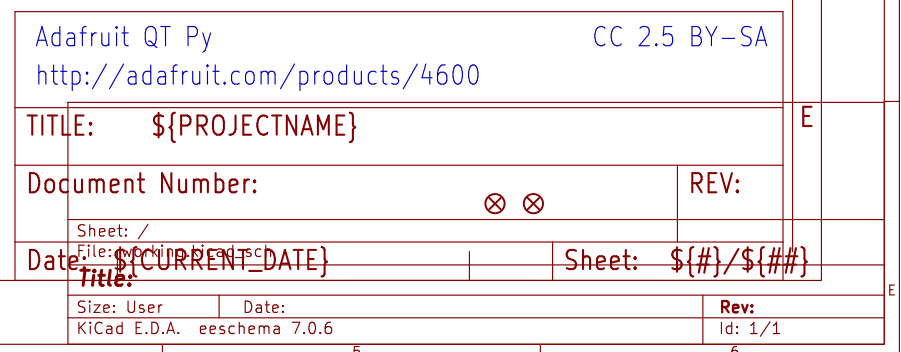 Adafruit QT Py CC 2.5 BY-SA
http://adafruit.com/products/4600
TITLE: ${PROJECTNAME} E
Document Number: REV:
Sheet: /
File: working.kicad_sch
Date: ${CURRENT_DATE} Sheet: ${#}/${##}
Title:
E
Size: User Date: Rev:
KiCad E.D.A. eeschema 7.0.6 Id: 1/1
5 6